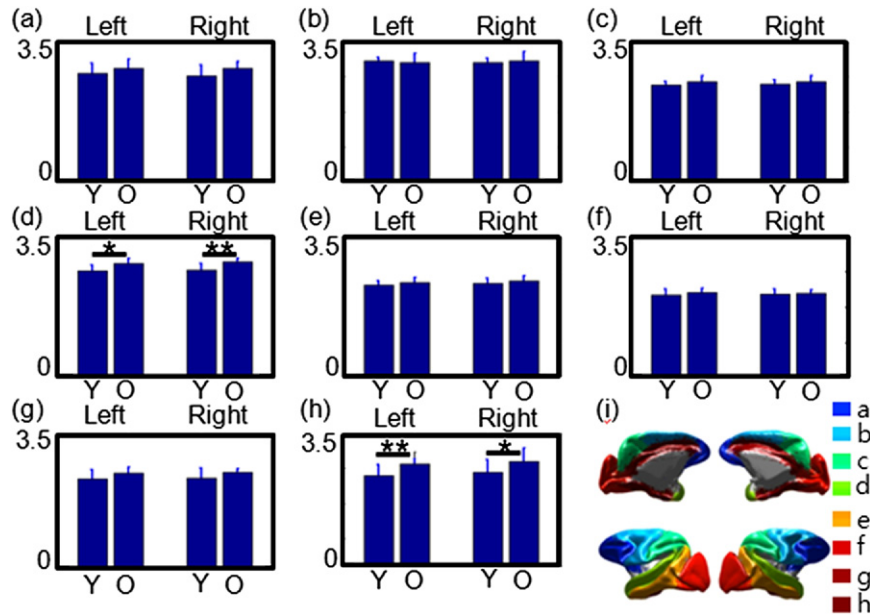 (a) Left Right
3.5
0
Y O Y O
(b) Left Right
3.5
0
Y O Y O
(c) Left Right
3.5
0
Y O Y O
(d) Left Right
3.5
* **
0
Y O Y O
(e) Left Right
3.5
0
Y O Y O
(f) Left Right
3.5
0
Y O Y O
(g) Left Right
3.5
0
Y O Y O
(h) Left Right
3.5
** *
0
Y O Y O
(i)
a
b
c
d
e
f
g
h